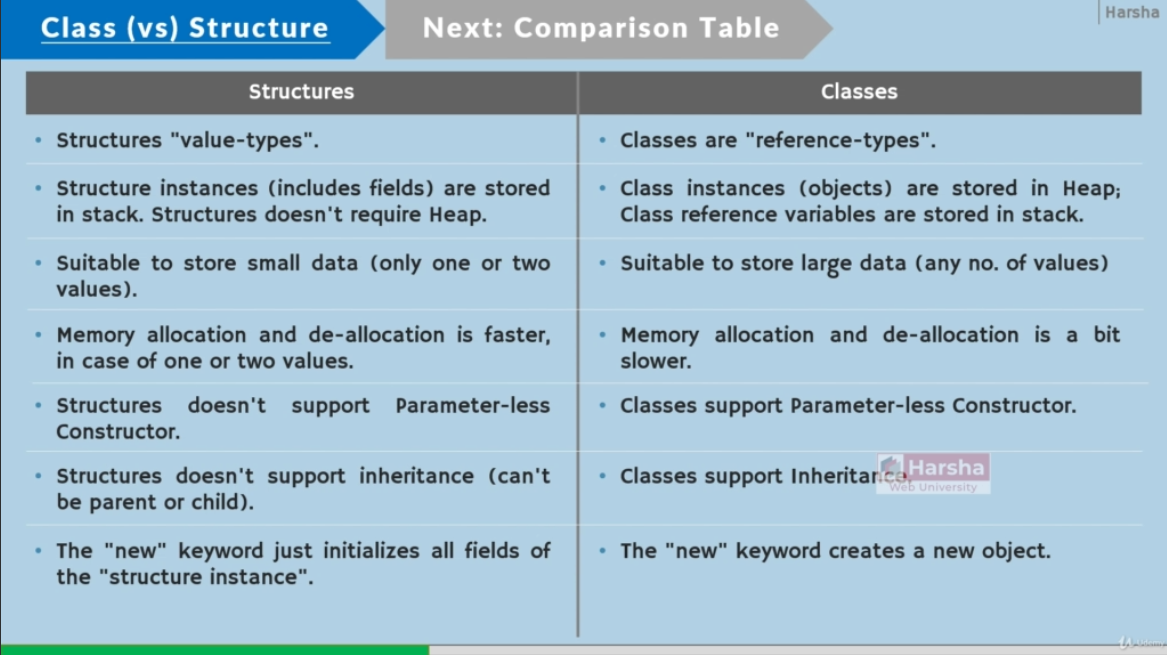 Class (vs) Structure
Next: Comparison Table
Harsha
Structures
Classes
• Structures "value-types".
• Classes are "reference-types".
• Structure instances (includes fields) are stored
in stack. Structures doesn't require Heap.
• Class instances (objects) are stored in Heap;
Class reference variables are stored in stack.
• Suitable to store small data (only one or two
values).
• Suitable to store large data (any no. of values)
• Memory allocation and de-allocation is faster,
in case of one or two values.
• Memory allocation and de-allocation is a bit
slower.
• Structures doesn't support Parameter-less
Constructor.
• Classes support Parameter-less Constructor.
• Structures doesn't support inheritance (can't
be parent or child).
• Classes support Inheritance.
Harsha
Web University
• The "new" keyword just initializes all fields of
the "structure instance".
• The "new" keyword creates a new object.
Udemy